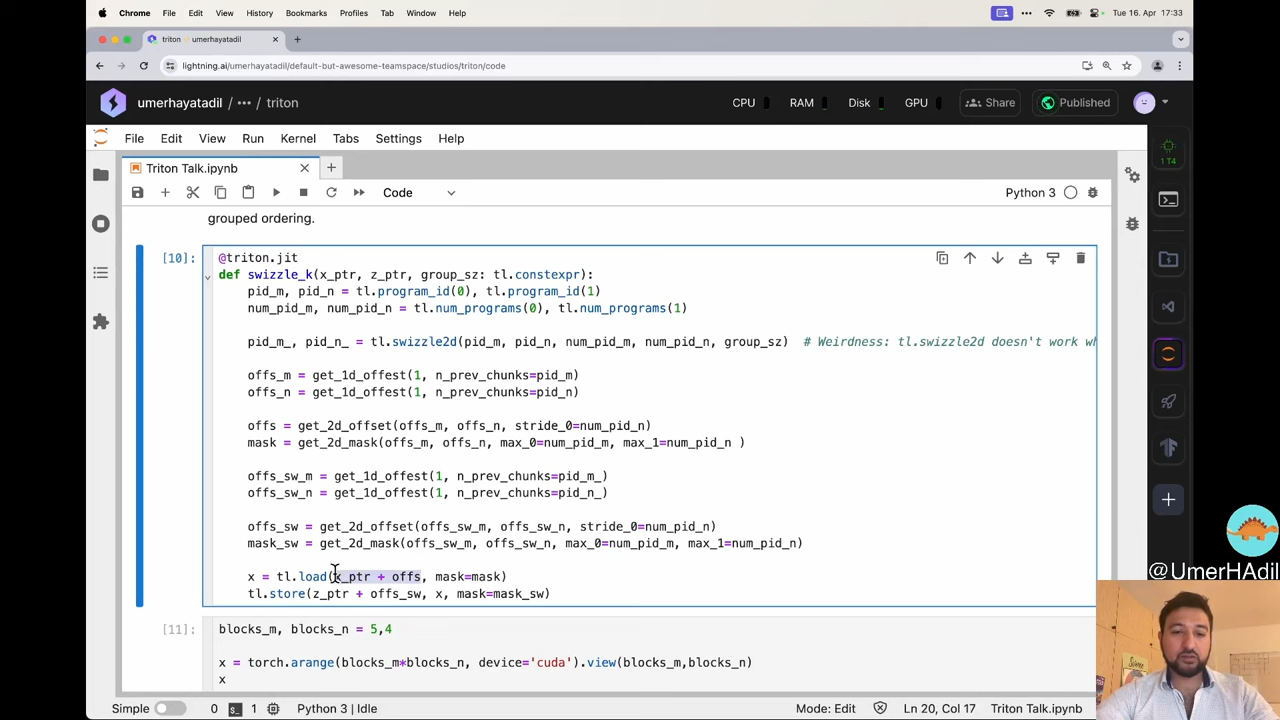 Chrome File Edit View History Bookmarks Profiles Tab Window Help Tue 16. Apr 17:33
triton umerhayatadil
lightning.ai/umerhayatadil/default-but-awesome-teamspace/studios/triton/code
umerhayatadil / ••• / triton CPU RAM Disk GPU Share Published
File Edit View Run Kernel Tabs Settings Help
Triton Talk.ipynb
1 T4
Code Python 3
grouped ordering.
[10]: @triton.jit
def swizzle_k(x_ptr, z_ptr, group_sz: tl.constexpr):
pid_m, pid_n = tl.program_id(0), tl.program_id(1)
num_pid_m, num_pid_n = tl.num_programs(0), tl.num_programs(1)
pid_m_, pid_n_ = tl.swizzle2d(pid_m, pid_n, num_pid_m, num_pid_n, group_sz) # Weirdness: tl.swizzle2d doesn't work wh
offs_m = get_1d_offest(1, n_prev_chunks=pid_m)
offs_n = get_1d_offest(1, n_prev_chunks=pid_n)
offs = get_2d_offset(offs_m, offs_n, stride_0=num_pid_n)
mask = get_2d_mask(offs_m, offs_n, max_0=num_pid_m, max_1=num_pid_n )
offs_sw_m = get_1d_offest(1, n_prev_chunks=pid_m_)
offs_sw_n = get_1d_offest(1, n_prev_chunks=pid_n_)
offs_sw = get_2d_offset(offs_sw_m, offs_sw_n, stride_0=num_pid_n)
mask_sw = get_2d_mask(offs_sw_m, offs_sw_n, max_0=num_pid_m, max_1=num_pid_n)
x = tl.load(x_ptr + offs, mask=mask)
tl.store(z_ptr + offs_sw, x, mask=mask_sw)
@UmerHAdil
[11]: blocks_m, blocks_n = 5,4
x = torch.arange(blocks_m*blocks_n, device='cuda').view(blocks_m,blocks_n)
x
Simple 0 1 Python 3 | Idle Mode: Edit Ln 20, Col 17 Triton Talk.ipynb